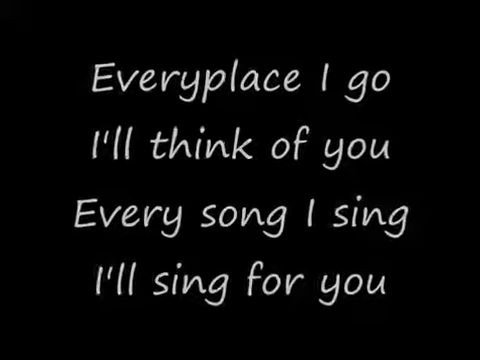 Everyplace I go
I'll think of you
Every song I sing
I'll sing for you